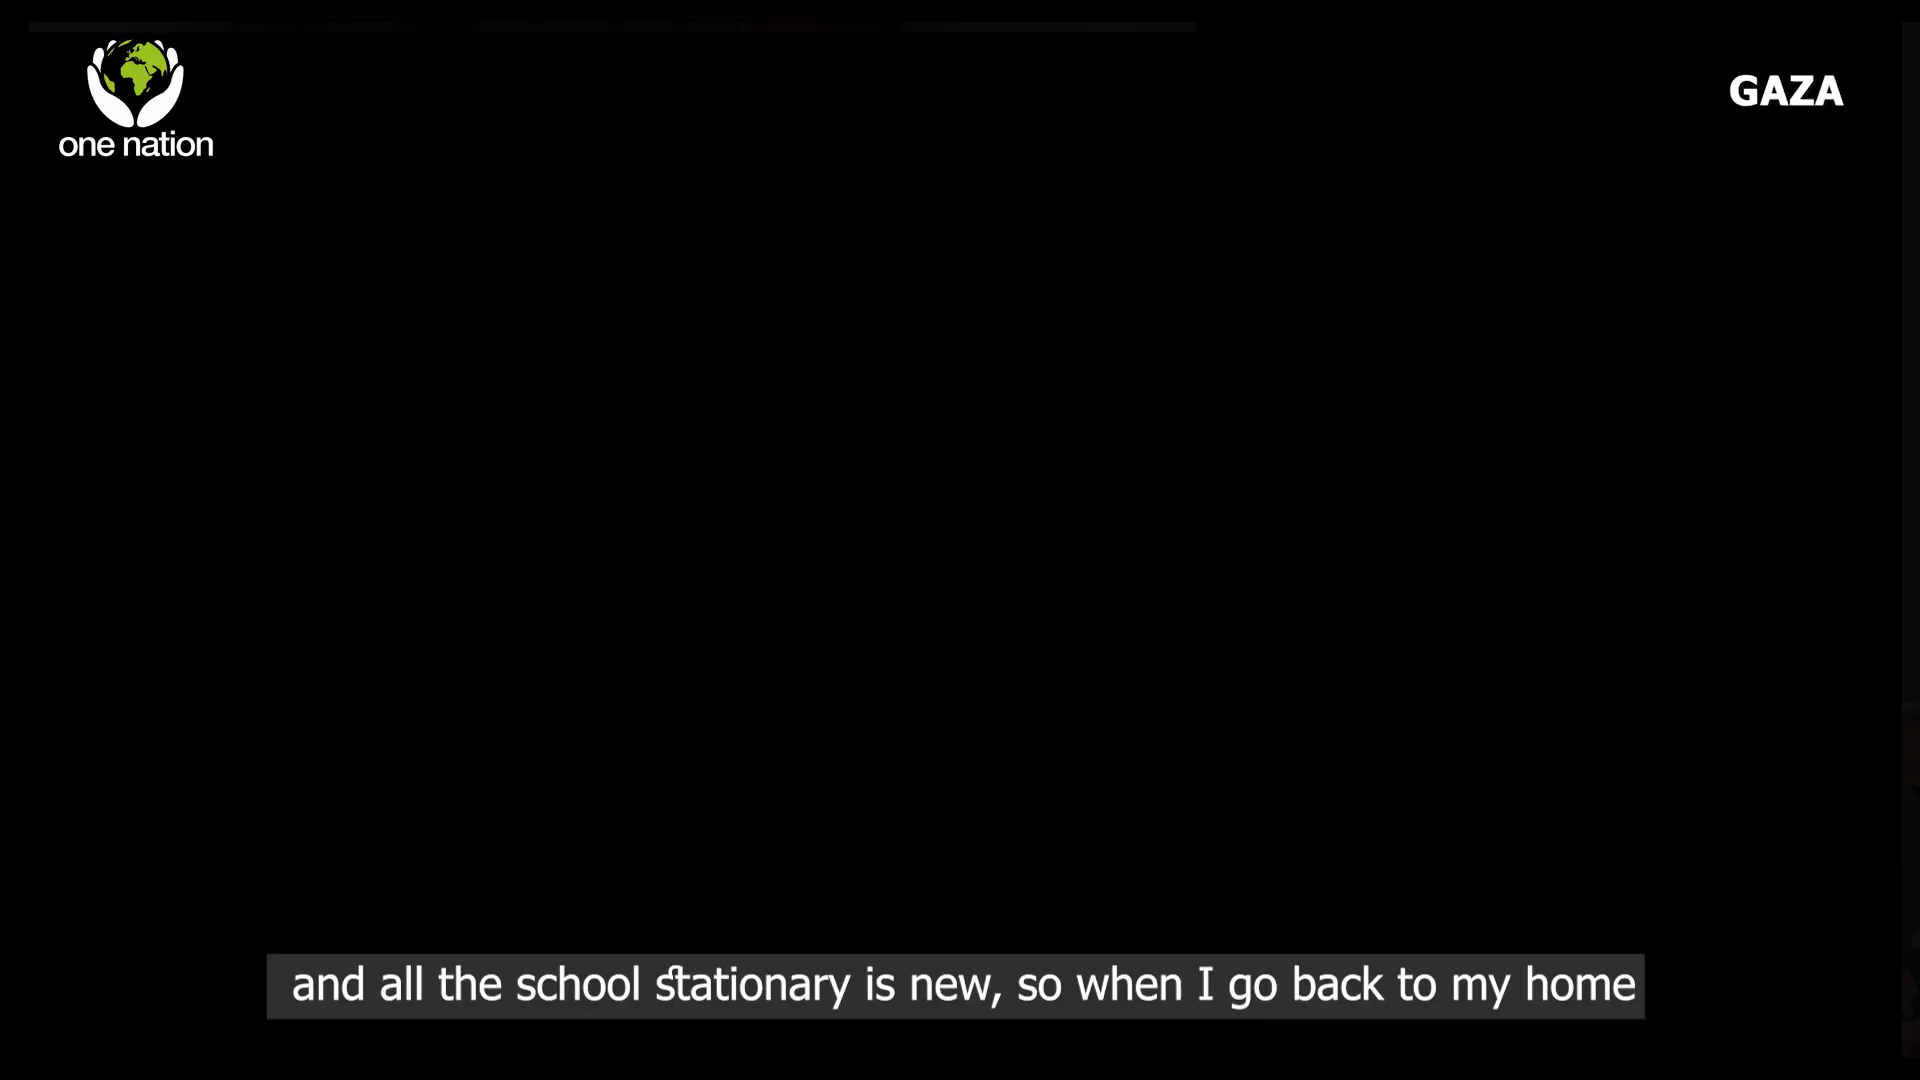 one nation
GAZA
and all the school stationary is new, so when I go back to my home